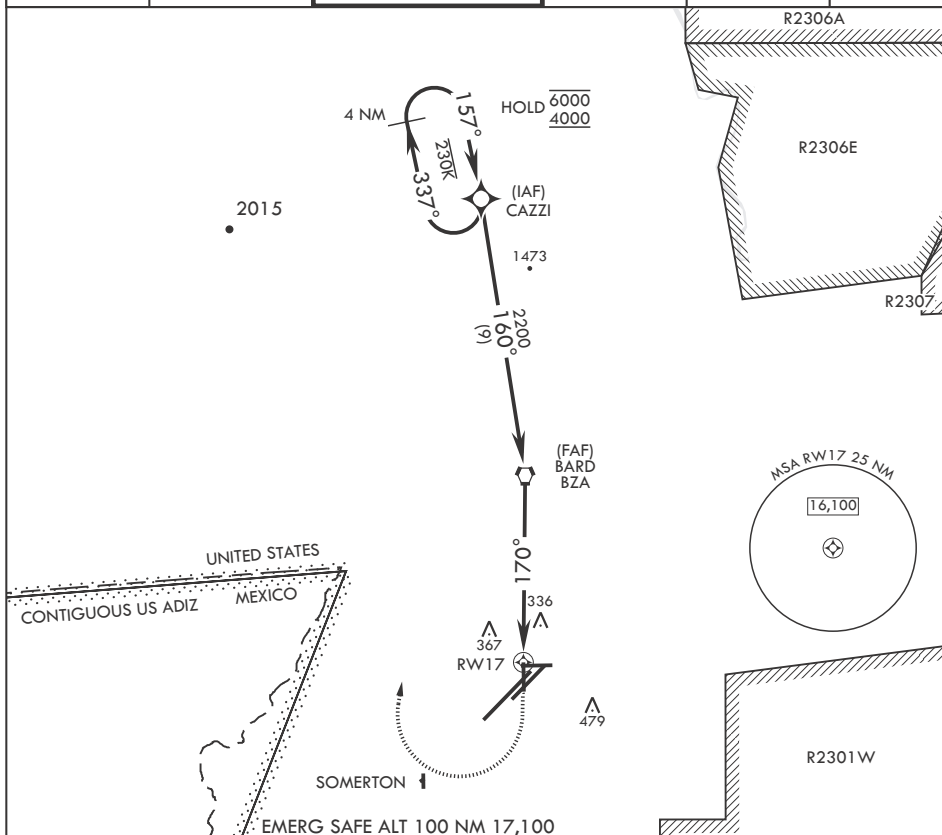 R2306A
4 NM
157°
HOLD 6000
4000
230K
337°
R2306E
(IAF)
CAZZI
2015
1473
R2307
2200
160°
(9)
(FAF)
BARD
BZA
MSA RW17 25 NM
16,100
UNITED STATES
CONTIGUOUS US ADIZ
MEXICO
170°
336
367
RW17
479
R2301W
SOMERTON
EMERG SAFE ALT 100 NM 17,100